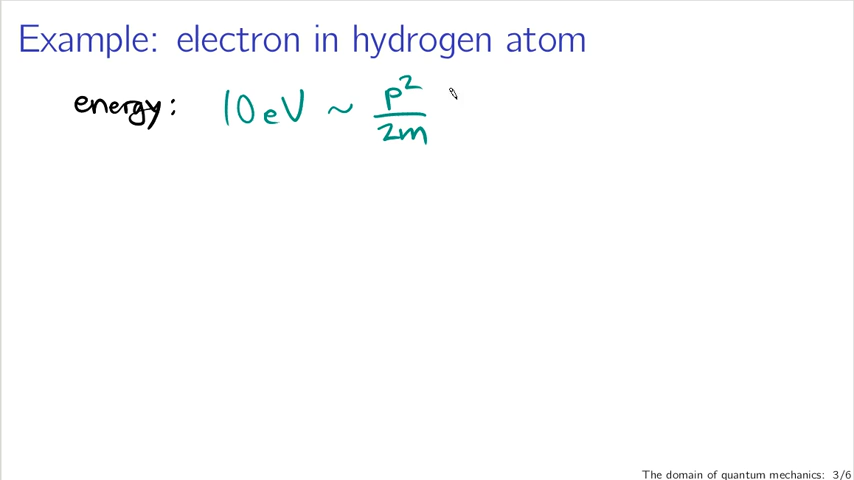 Example: electron in hydrogen atom
energy: 10 eV ~ p²/2m
The domain of quantum mechanics: 3/6